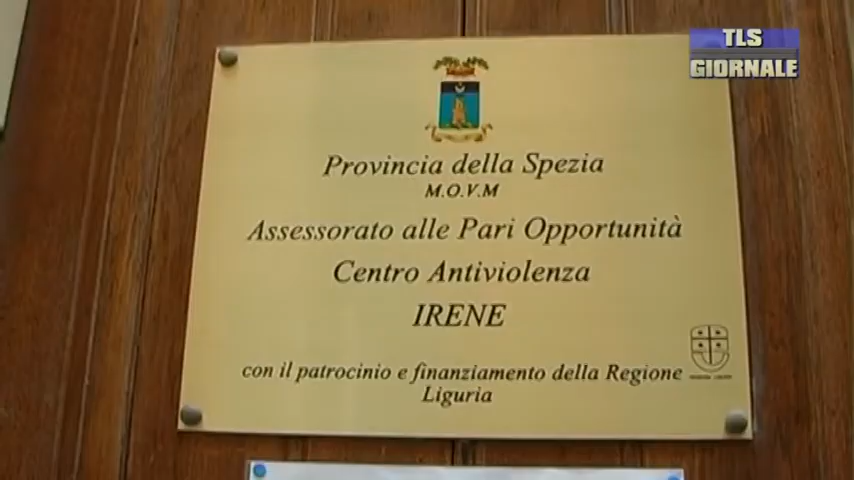 TLS
GIORNALE
Provincia della Spezia
M.O.V.M
Assessorato alle Pari Opportunità
Centro Antiviolenza
IRENE
con il patrocinio e finanziamento della Regione
Liguria